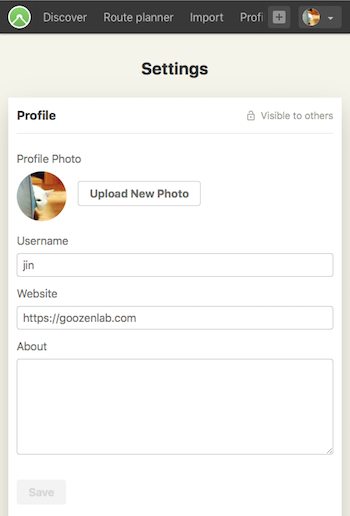 Discover Route planner Import Profi
Settings
Profile Visible to others
Profile Photo
Upload New Photo
Username
jin
Website
https://goozenlab.com
About
Save